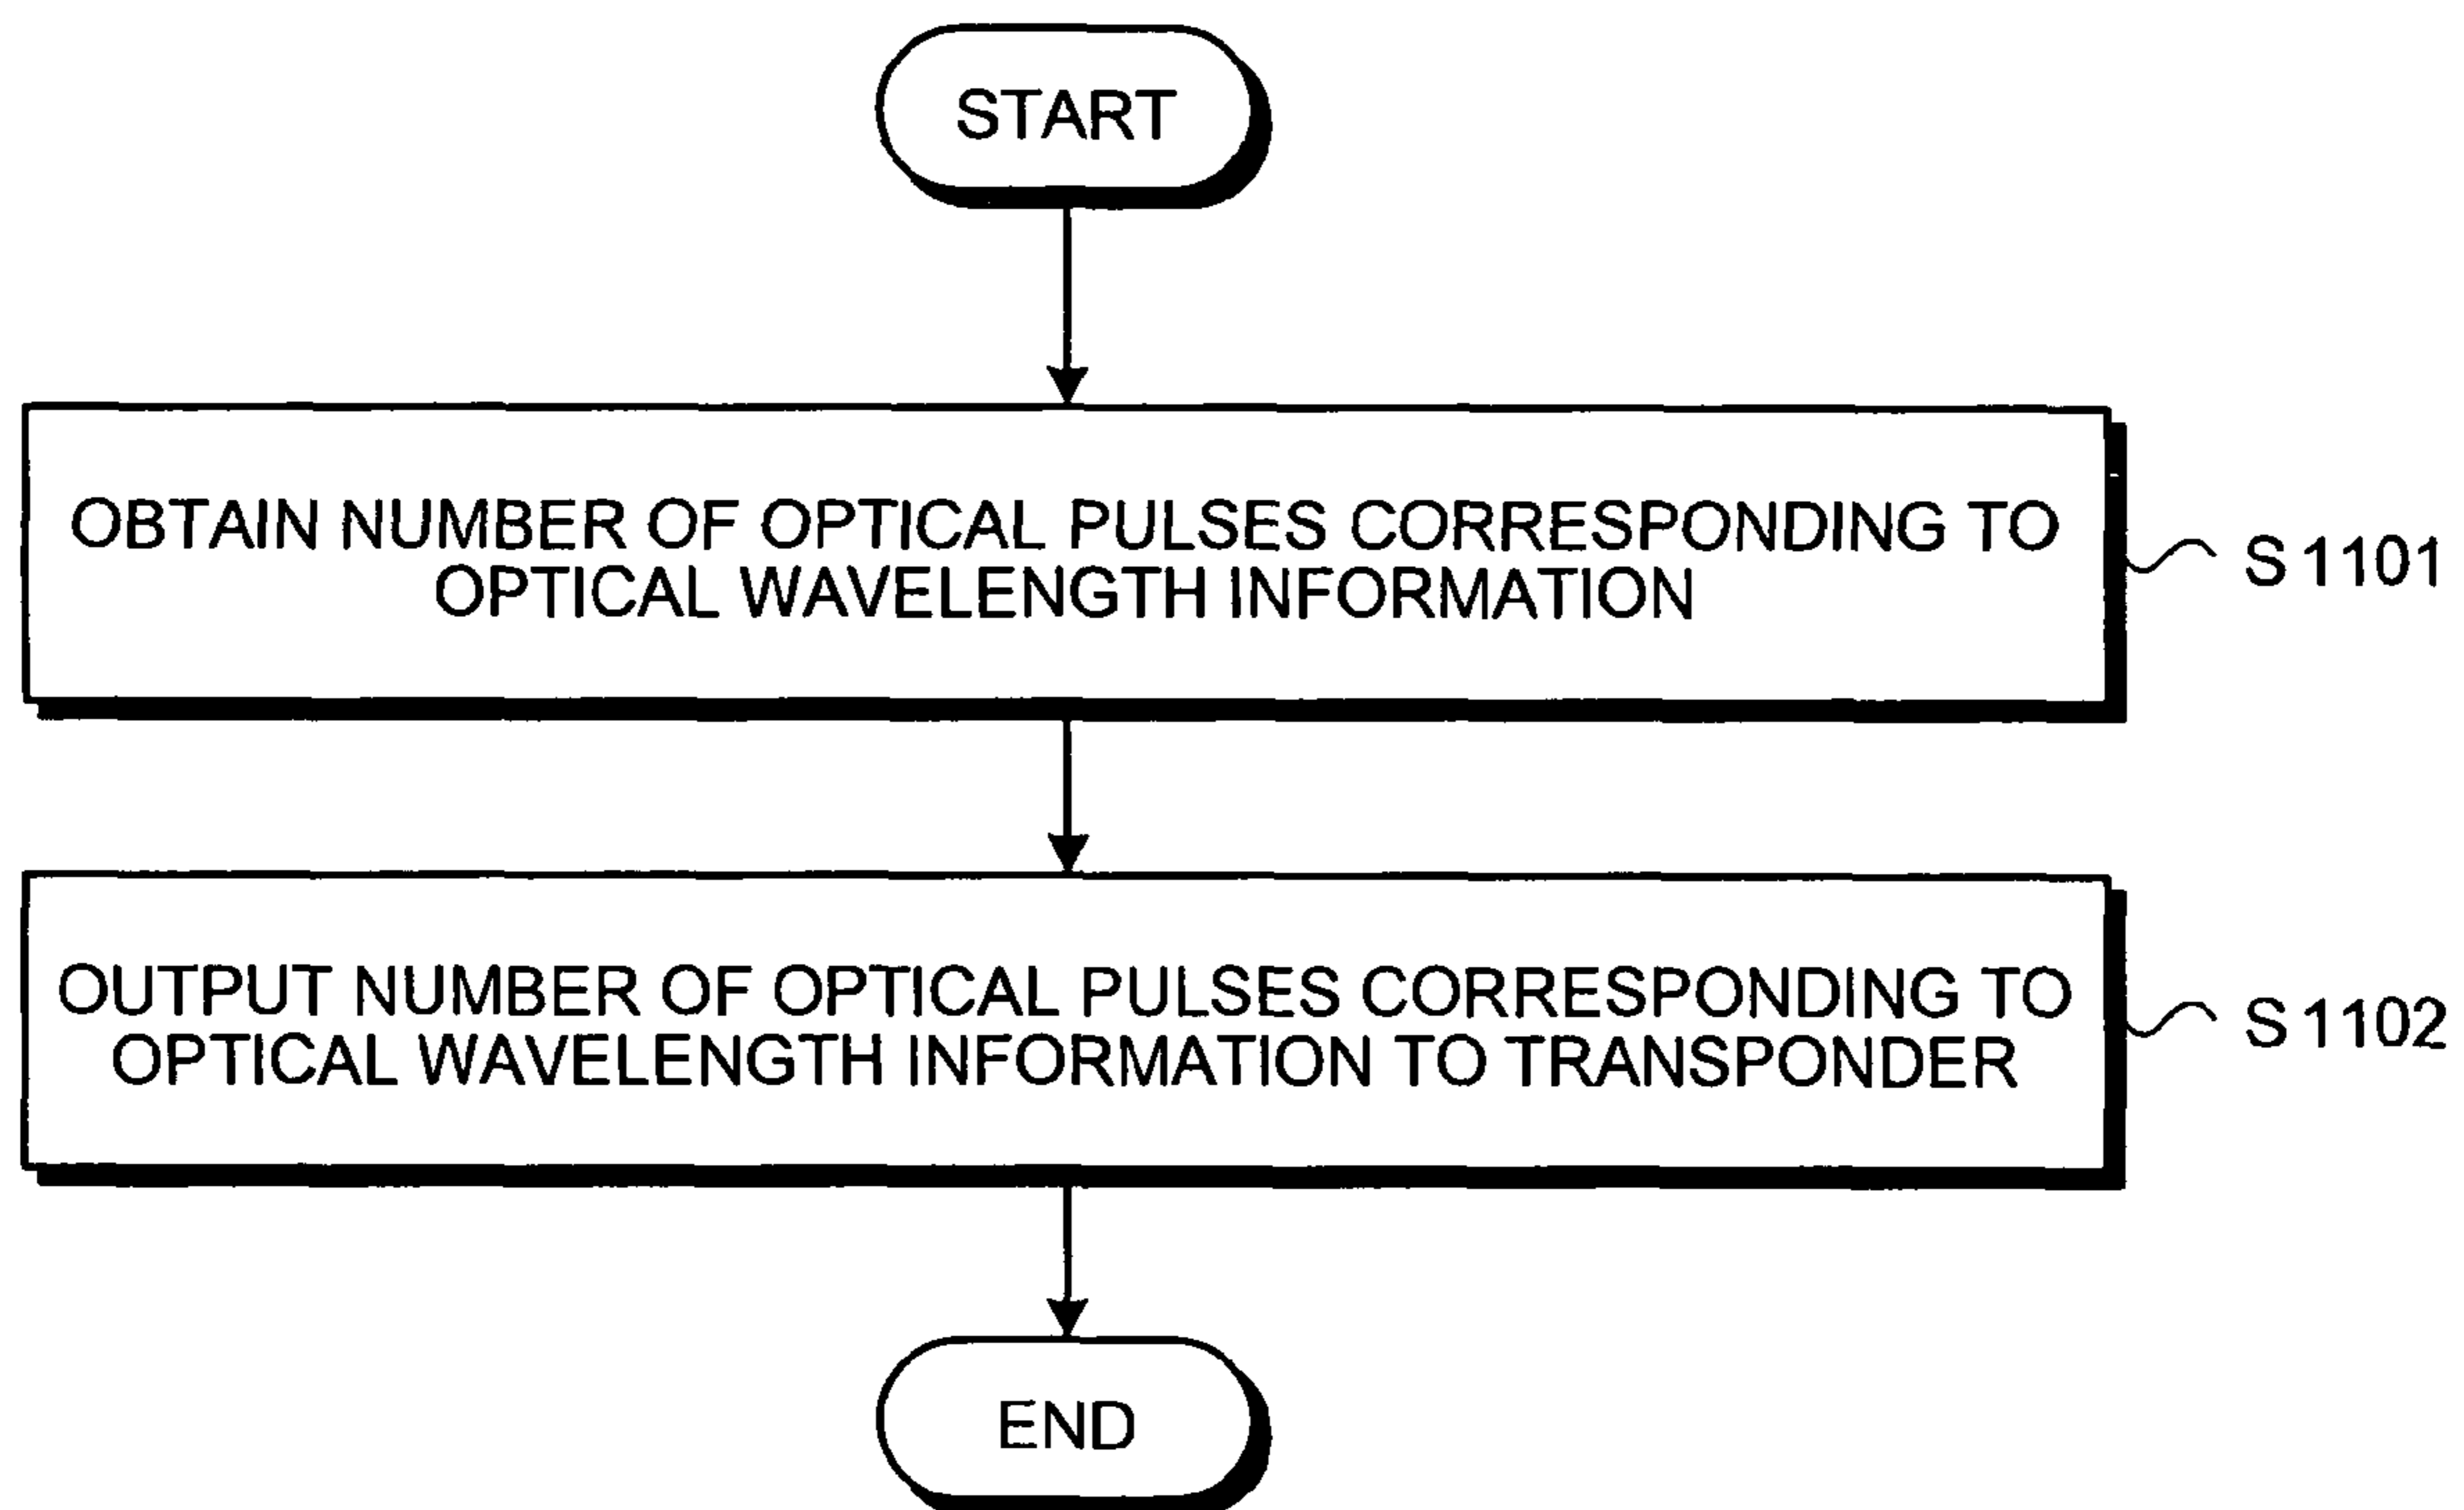 START
OBTAIN NUMBER OF OPTICAL PULSES CORRESPONDING TO
OPTICAL WAVELENGTH INFORMATION
S1101
OUTPUT NUMBER OF OPTICAL PULSES CORRESPONDING TO
OPTICAL WAVELENGTH INFORMATION TO TRANSPONDER
S1102
END